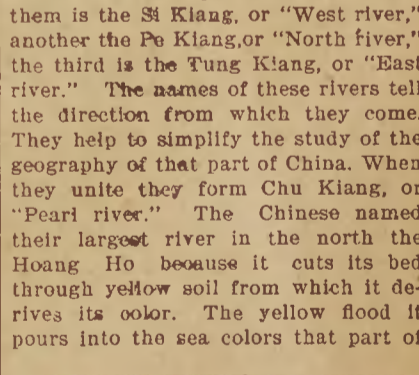 them is the Si Kiang, or "West river,"
another the Pe Kiang,or "North river,"
the third is the Tung Kiang, or "East
river." The names of these rivers tell
the direction from which they come.
They help to simplify the study of the
geography of that part of China. When
they unite they form Chu Kiang, or
"Pearl river." The Chinese named
their largest river in the north the
Hoang Ho because it cuts its bed
through yellow soil from which it de-
rives its color. The yellow flood it
pours into the sea colors that part of